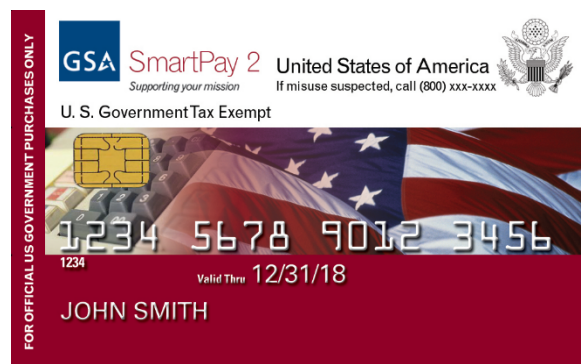 FOR OFFICIAL US GOVERNMENT PURCHASES ONLY
GSA
SmartPay 2
Supporting your mission
United States of America
If misuse suspected, call (800) xxx-xxxx
U. S. Government Tax Exempt
1234 5678 9012 3456
1234
Valid Thru 12/31/18
JOHN SMITH